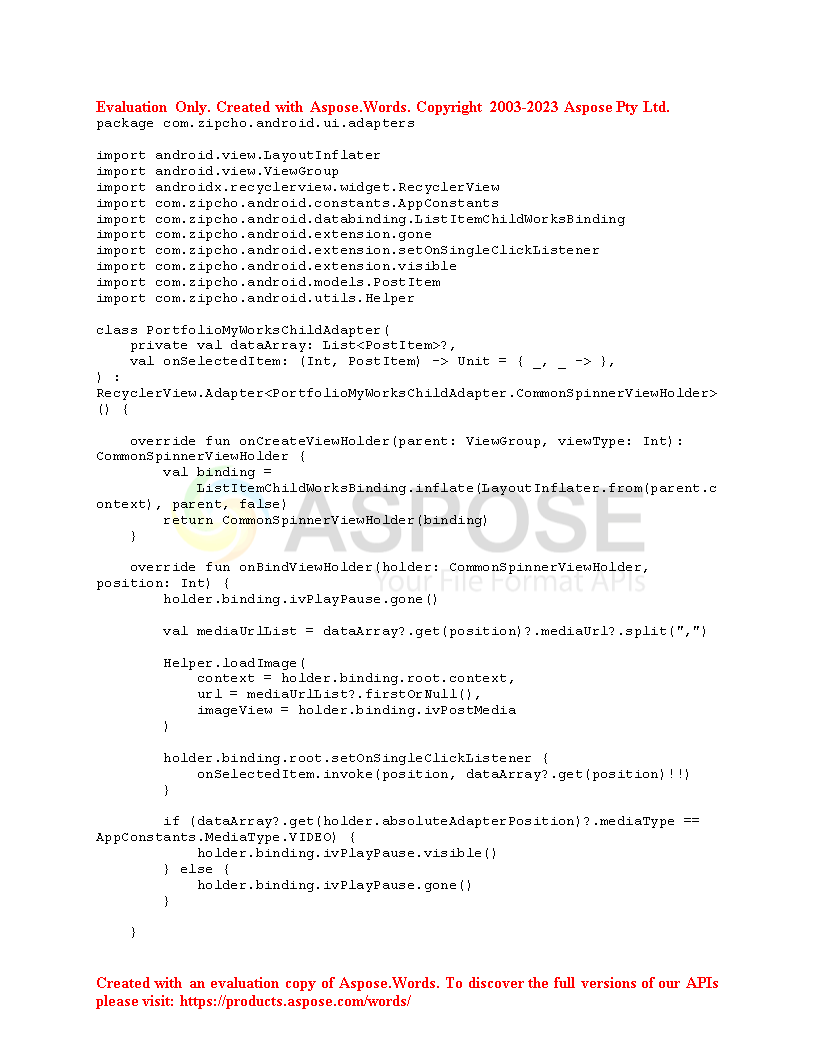 Evaluation Only. Created with Aspose.Words. Copyright 2003-2023 Aspose Pty Ltd.
package com.zipcho.android.ui.adapters

import android.view.LayoutInflater
import android.view.ViewGroup
import androidx.recyclerview.widget.RecyclerView
import com.zipcho.android.constants.AppConstants
import com.zipcho.android.databinding.ListItemChildWorksBinding
import com.zipcho.android.extension.gone
import com.zipcho.android.extension.setOnSingleClickListener
import com.zipcho.android.extension.visible
import com.zipcho.android.models.PostItem
import com.zipcho.android.utils.Helper

class PortfolioMyWorksChildAdapter(
    private val dataArray: List<PostItem>?,
    val onSelectedItem: (Int, PostItem) -> Unit = { _, _ -> },
) :
RecyclerView.Adapter<PortfolioMyWorksChildAdapter.CommonSpinnerViewHolder>
() {

    override fun onCreateViewHolder(parent: ViewGroup, viewType: Int):
CommonSpinnerViewHolder {
        val binding =
            ListItemChildWorksBinding.inflate(LayoutInflater.from(parent.c
ontext), parent, false)
        return CommonSpinnerViewHolder(binding)
    }
ASPOSE
Your File Format APIs

    override fun onBindViewHolder(holder: CommonSpinnerViewHolder,
position: Int) {
        holder.binding.ivPlayPause.gone()

        val mediaUrlList = dataArray?.get(position)?.mediaUrl?.split(",")

        Helper.loadImage(
            context = holder.binding.root.context,
            url = mediaUrlList?.firstOrNull(),
            imageView = holder.binding.ivPostMedia
        )

        holder.binding.root.setOnSingleClickListener {
            onSelectedItem.invoke(position, dataArray?.get(position)!!)
        }

        if (dataArray?.get(holder.absoluteAdapterPosition)?.mediaType ==
AppConstants.MediaType.VIDEO) {
            holder.binding.ivPlayPause.visible()
        } else {
            holder.binding.ivPlayPause.gone()
        }

    }

Created with an evaluation copy of Aspose.Words. To discover the full versions of our APIs
please visit: https://products.aspose.com/words/